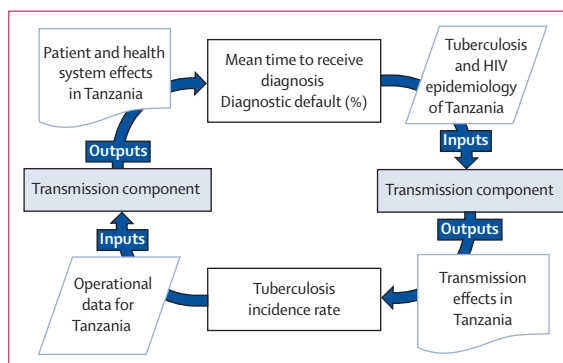 Patient and health
system effects
in Tanzania
Mean time to receive
diagnosis
Diagnostic default (%)
Tuberculosis
and HIV
epidemiology
of Tanzania
Outputs
Inputs
Transmission component
Transmission component
Inputs
Outputs
Operational
data for
Tanzania
Tuberculosis
incidence rate
Transmission
effects in
Tanzania